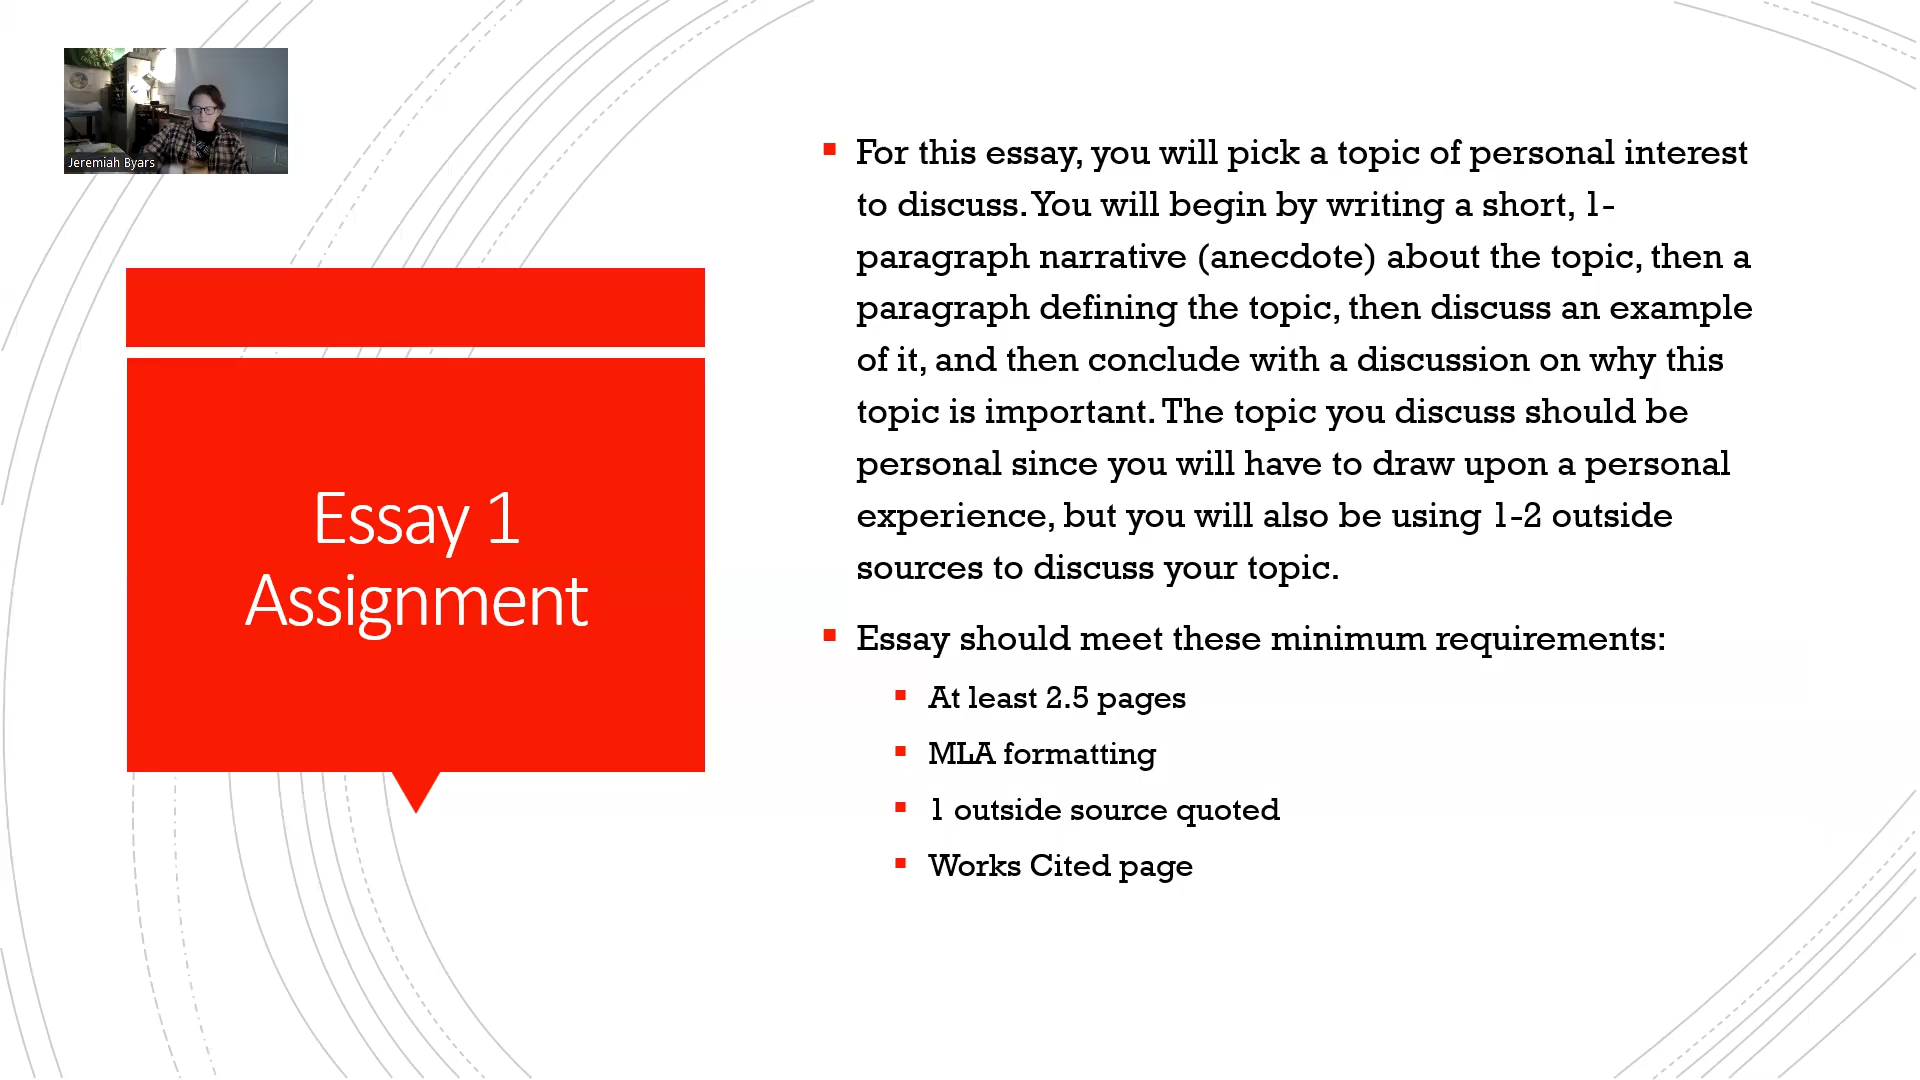 Jeremiah Byars
Essay 1
Assignment
For this essay, you will pick a topic of personal interest
to discuss. You will begin by writing a short, 1-
paragraph narrative (anecdote) about the topic, then a
paragraph defining the topic, then discuss an example
of it, and then conclude with a discussion on why this
topic is important. The topic you discuss should be
personal since you will have to draw upon a personal
experience, but you will also be using 1-2 outside
sources to discuss your topic.
Essay should meet these minimum requirements:
At least 2.5 pages
MLA formatting
1 outside source quoted
Works Cited page